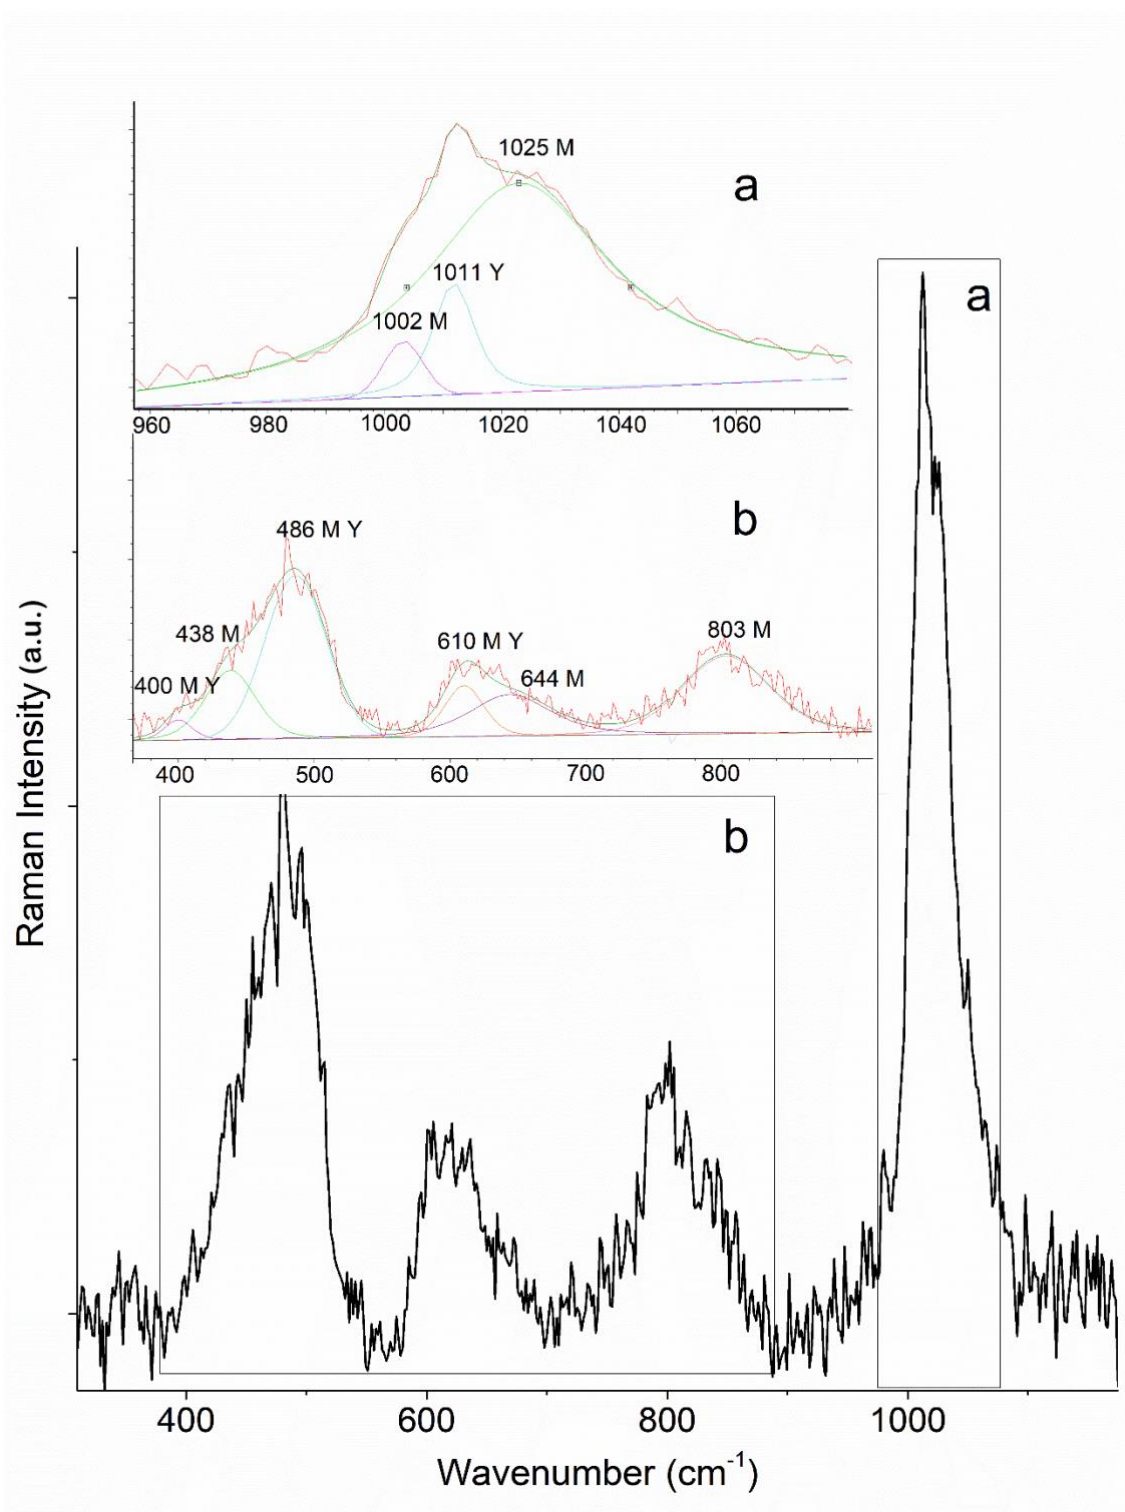 1025 M
a
1011 Y
1002 M
960 980 1000 1020 1040 1060
a
b
486 M Y
438 M
610 M Y
803 M
400 M Y
644 M
400 500 600 700 800
b
Raman Intensity (a.u.)
400 600 800 1000
Wavenumber (cm⁻¹)